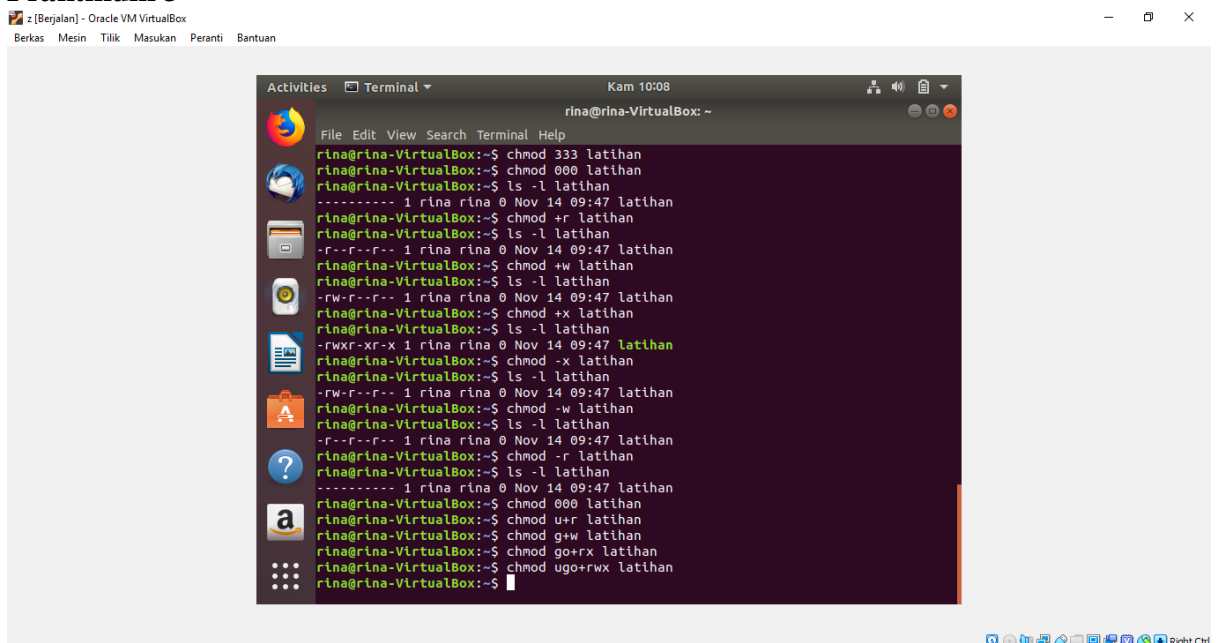 z [Berjalan] - Oracle VM VirtualBox
Berkas Mesin Tilik Masukan Peranti Bantuan
Activities Terminal Kam 10:08
rina@rina-VirtualBox: ~
File Edit View Search Terminal Help
rina@rina-VirtualBox:~$ chmod 333 latihan
rina@rina-VirtualBox:~$ chmod 000 latihan
rina@rina-VirtualBox:~$ ls -l latihan
---------- 1 rina rina 0 Nov 14 09:47 latihan
rina@rina-VirtualBox:~$ chmod +r latihan
rina@rina-VirtualBox:~$ ls -l latihan
-r--r--r-- 1 rina rina 0 Nov 14 09:47 latihan
rina@rina-VirtualBox:~$ chmod +w latihan
rina@rina-VirtualBox:~$ ls -l latihan
-rw-r--r-- 1 rina rina 0 Nov 14 09:47 latihan
rina@rina-VirtualBox:~$ chmod +x latihan
rina@rina-VirtualBox:~$ ls -l latihan
-rwxr-xr-x 1 rina rina 0 Nov 14 09:47 latihan
rina@rina-VirtualBox:~$ chmod -x latihan
rina@rina-VirtualBox:~$ ls -l latihan
-rw-r--r-- 1 rina rina 0 Nov 14 09:47 latihan
rina@rina-VirtualBox:~$ chmod -w latihan
rina@rina-VirtualBox:~$ ls -l latihan
-r--r--r-- 1 rina rina 0 Nov 14 09:47 latihan
rina@rina-VirtualBox:~$ chmod -r latihan
rina@rina-VirtualBox:~$ ls -l latihan
---------- 1 rina rina 0 Nov 14 09:47 latihan
rina@rina-VirtualBox:~$ chmod 000 latihan
rina@rina-VirtualBox:~$ chmod u+r latihan
rina@rina-VirtualBox:~$ chmod g+w latihan
rina@rina-VirtualBox:~$ chmod go+rx latihan
rina@rina-VirtualBox:~$ chmod ugo+rwx latihan
rina@rina-VirtualBox:~$
Right Ctrl